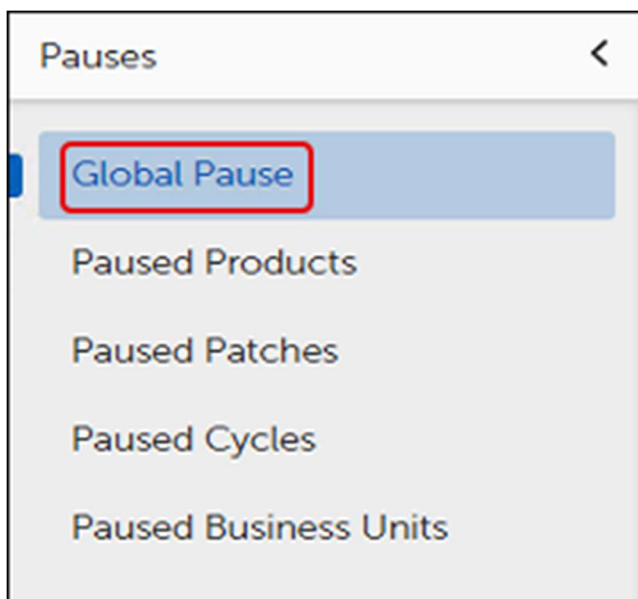 Pauses
Global Pause
Paused Products
Paused Patches
Paused Cycles
Paused Business Units